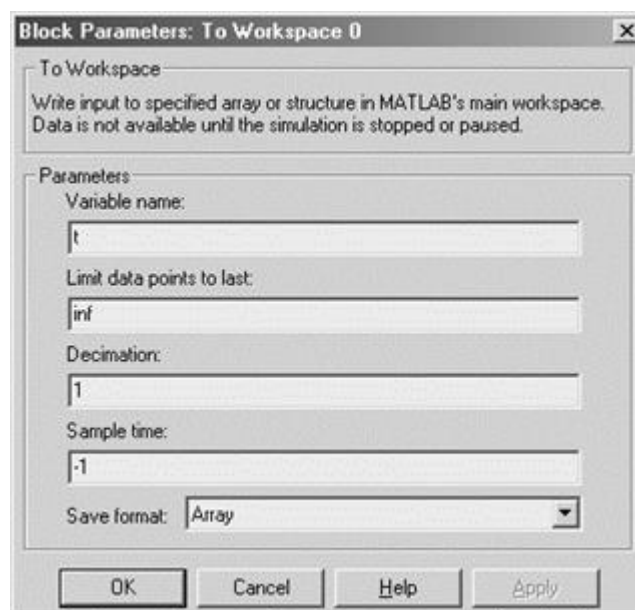 Block Parameters: To Workspace 0
To Workspace
Write input to specified array or structure in MATLAB's main workspace.
Data is not available until the simulation is stopped or paused.
Parameters
Variable name:
t
Limit data points to last:
inf
Decimation:
1
Sample time:
-1
Save format: Array
OK Cancel Help Apply